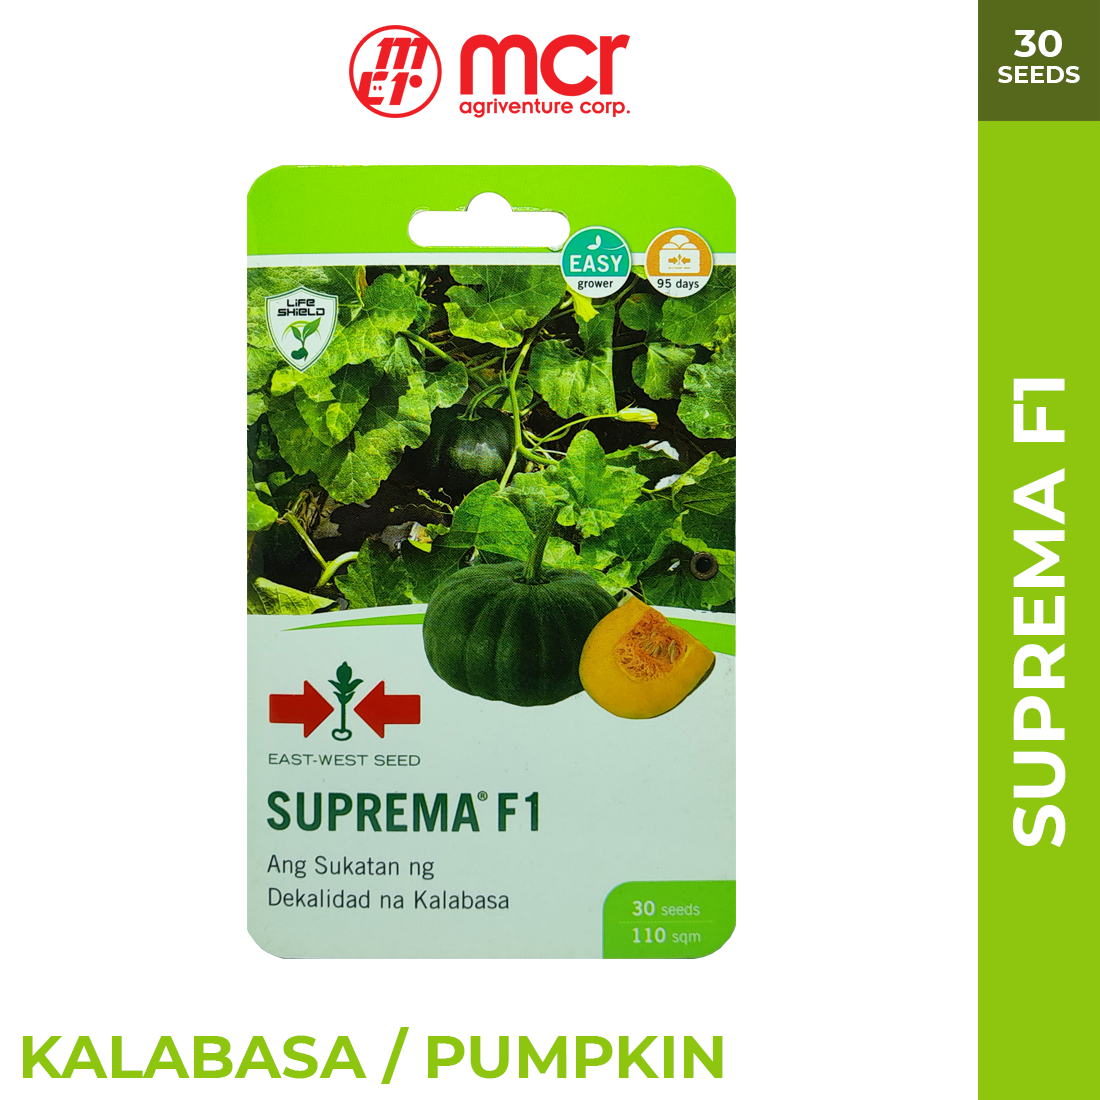 mcr
mcr
agriventure corp.
30
SEEDS
EASY
grower
95 days
LIFE
SHIELD
EAST-WEST SEED
SUPREMA® F1
Ang Sukatan ng
Dekalidad na Kalabasa
30 seeds
110 sqm
SUPREMA F1
KALABASA / PUMPKIN